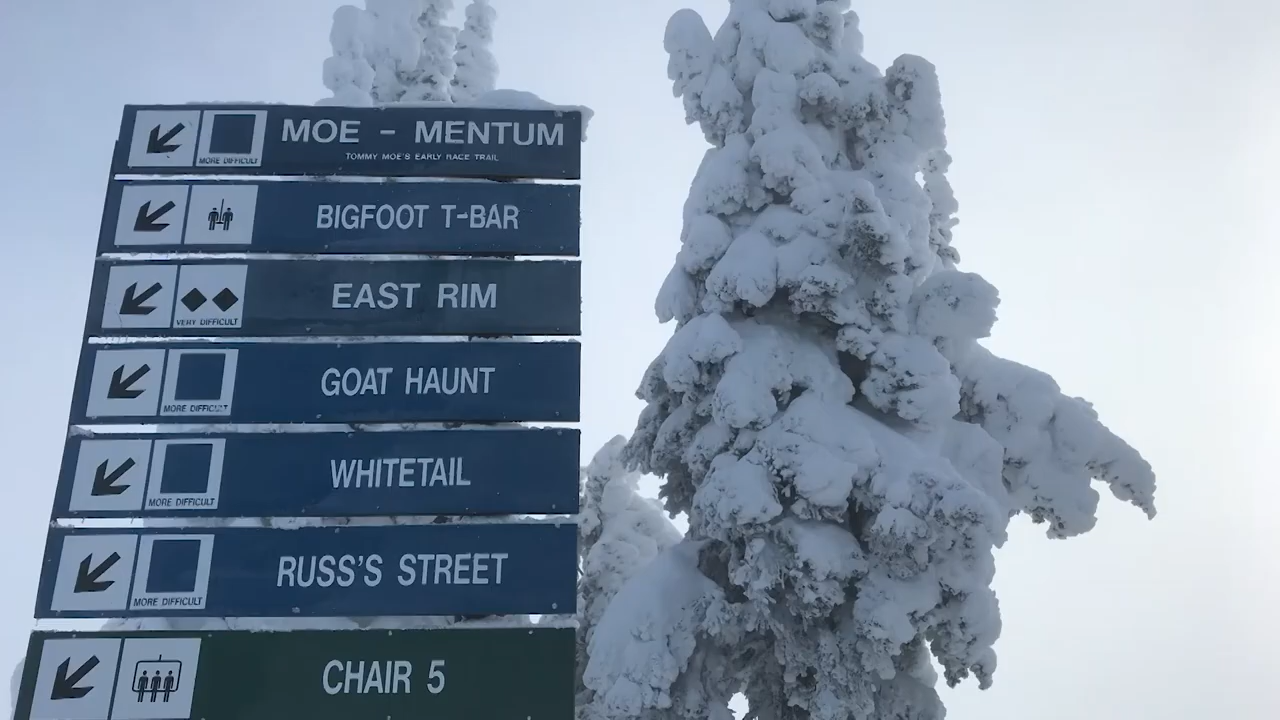 MOE - MENTUM
TOMMY MOE'S EARLY RACE TRAIL
MORE DIFFICULT
BIGFOOT T-BAR
EAST RIM
VERY DIFFICULT
GOAT HAUNT
MORE DIFFICULT
WHITETAIL
MORE DIFFICULT
RUSS'S STREET
MORE DIFFICULT
CHAIR 5